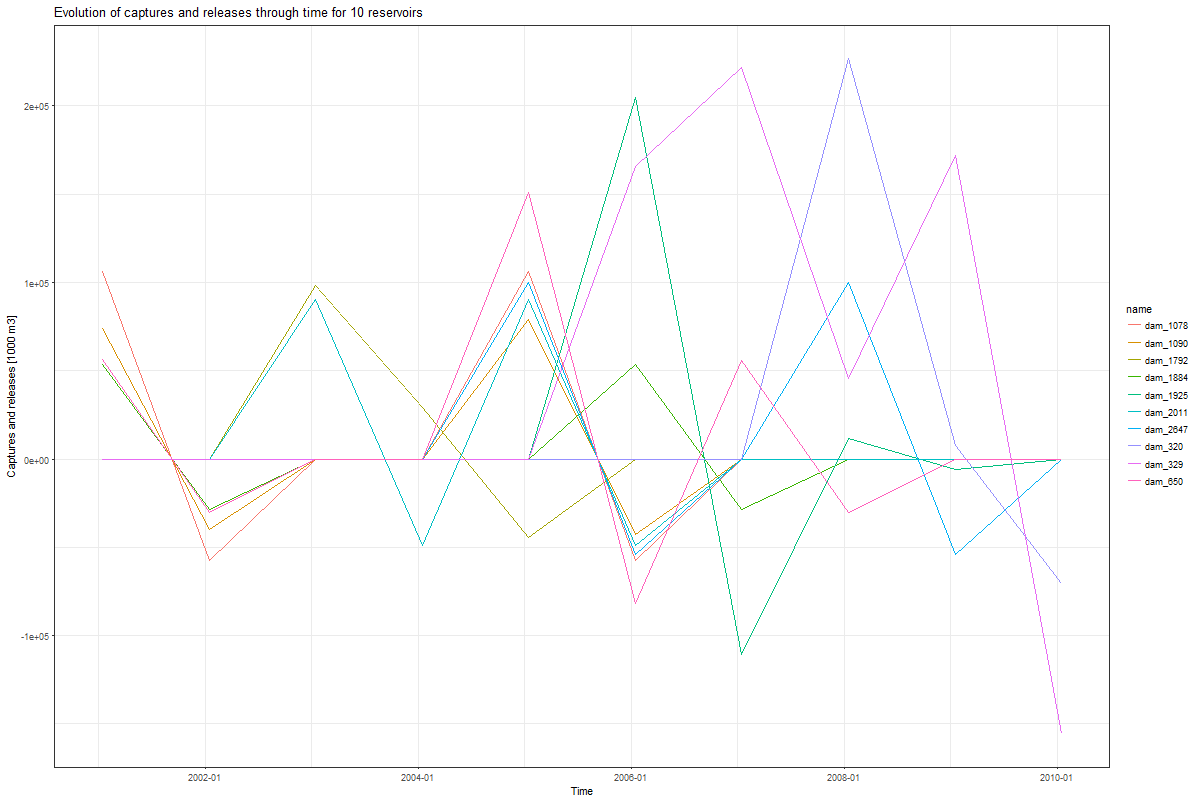 Evolution of captures and releases through time for 10 reservoirs
Captures and releases [1000 m3]
2e+05
1e+05
0e+00
-1e+05
2002-01
2004-01
2006-01
2008-01
2010-01
Time
name
dam_1078
dam_1090
dam_1792
dam_1884
dam_1925
dam_2011
dam_2647
dam_320
dam_329
dam_650